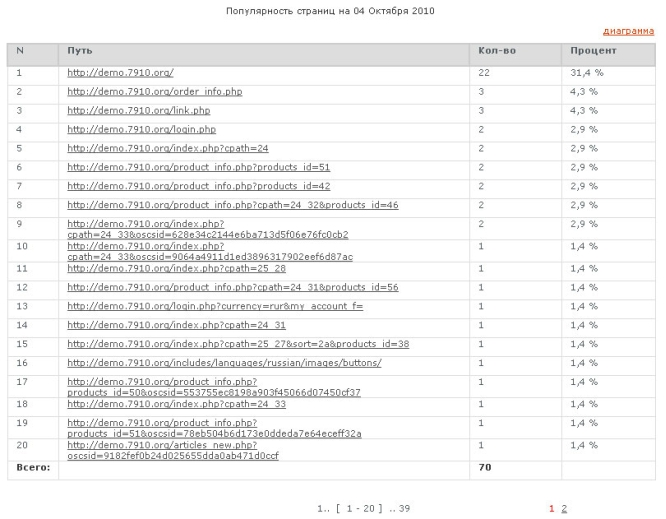 Популярность страниц на 04 Октября 2010
диаграмма
N Путь Кол-во Процент
1 http://demo.7910.org/ 22 31,4 %
2 http://demo.7910.org/order_info.php 3 4,3 %
3 http://demo.7910.org/link.php 3 4,3 %
4 http://demo.7910.org/login.php 2 2,9 %
5 http://demo.7910.org/index.php?cpath=24 2 2,9 %
6 http://demo.7910.org/product_info.php?products_id=51 2 2,9 %
7 http://demo.7910.org/product_info.php?products_id=42 2 2,9 %
8 http://demo.7910.org/product_info.php?cpath=24_32&products_id=46 2 2,9 %
9 http://demo.7910.org/index.php? 2 2,9 %
cpath=24_33&oscsid=628e34c2144e6ba713d5f06e76fc0cb2
10 http://demo.7910.org/index.php? 1 1,4 %
cpath=24_33&oscsid=9064a4911d1ed3896317902eef6d87ac
11 http://demo.7910.org/index.php?cpath=25_28 1 1,4 %
12 http://demo.7910.org/product_info.php?cpath=24_31&products_id=56 1 1,4 %
13 http://demo.7910.org/login.php?currency=rur&my_account_f= 1 1,4 %
14 http://demo.7910.org/index.php?cpath=24_31 1 1,4 %
15 http://demo.7910.org/index.php?cpath=25_27&sort=2a&products_id=38 1 1,4 %
16 http://demo.7910.org/includes/languages/russian/images/buttons/ 1 1,4 %
17 http://demo.7910.org/product_info.php? 1 1,4 %
products_id=50&oscsid=553755ec8198a903f45066d07450cf37
18 http://demo.7910.org/index.php?cpath=24_33 1 1,4 %
19 http://demo.7910.org/product_info.php? 1 1,4 %
products_id=51&oscsid=78eb504b6d173e0ddeda7e64eceff32a
20 http://demo.7910.org/articles_new.php? 1 1,4 %
oscsid=9182fef0b24d025655dda0ab471d0ccf
Всего: 70
1.. [ 1 - 20 ] .. 39 1 2